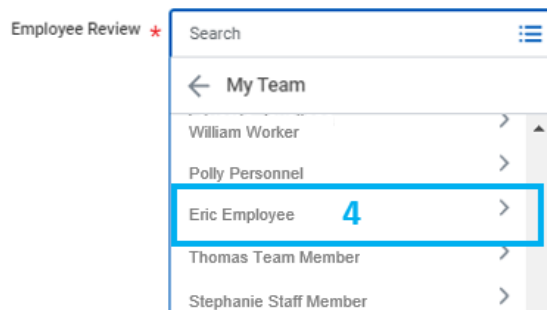 Employee Review *
Search
My Team
William Worker
Polly Personnel
Eric Employee 4
Thomas Team Member
Stephanie Staff Member